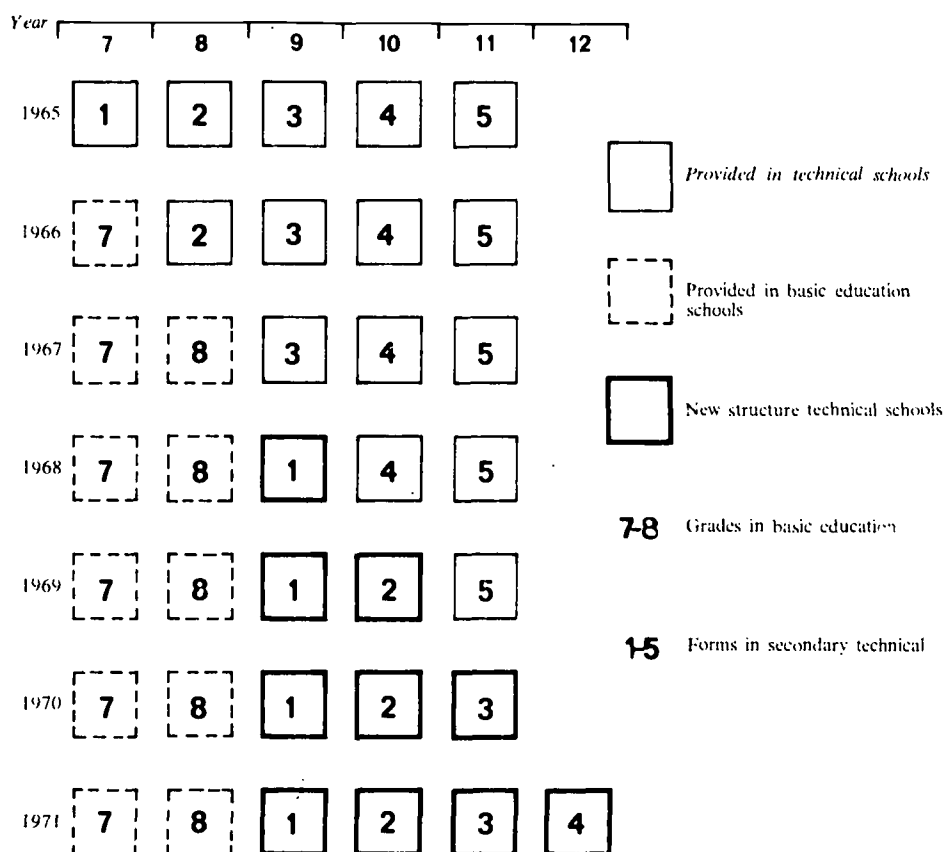 Year
7 8 9 10 11 12
1965 1 2 3 4 5
Provided in technical schools
1966 7 2 3 4 5
Provided in basic education
schools
1967 7 8 3 4 5
New structure technical schools
1968 7 8 1 4 5
7-8 Grades in basic education
1969 7 8 1 2 5
1-5 Forms in secondary technical
1970 7 8 1 2 3
1971 7 8 1 2 3 4